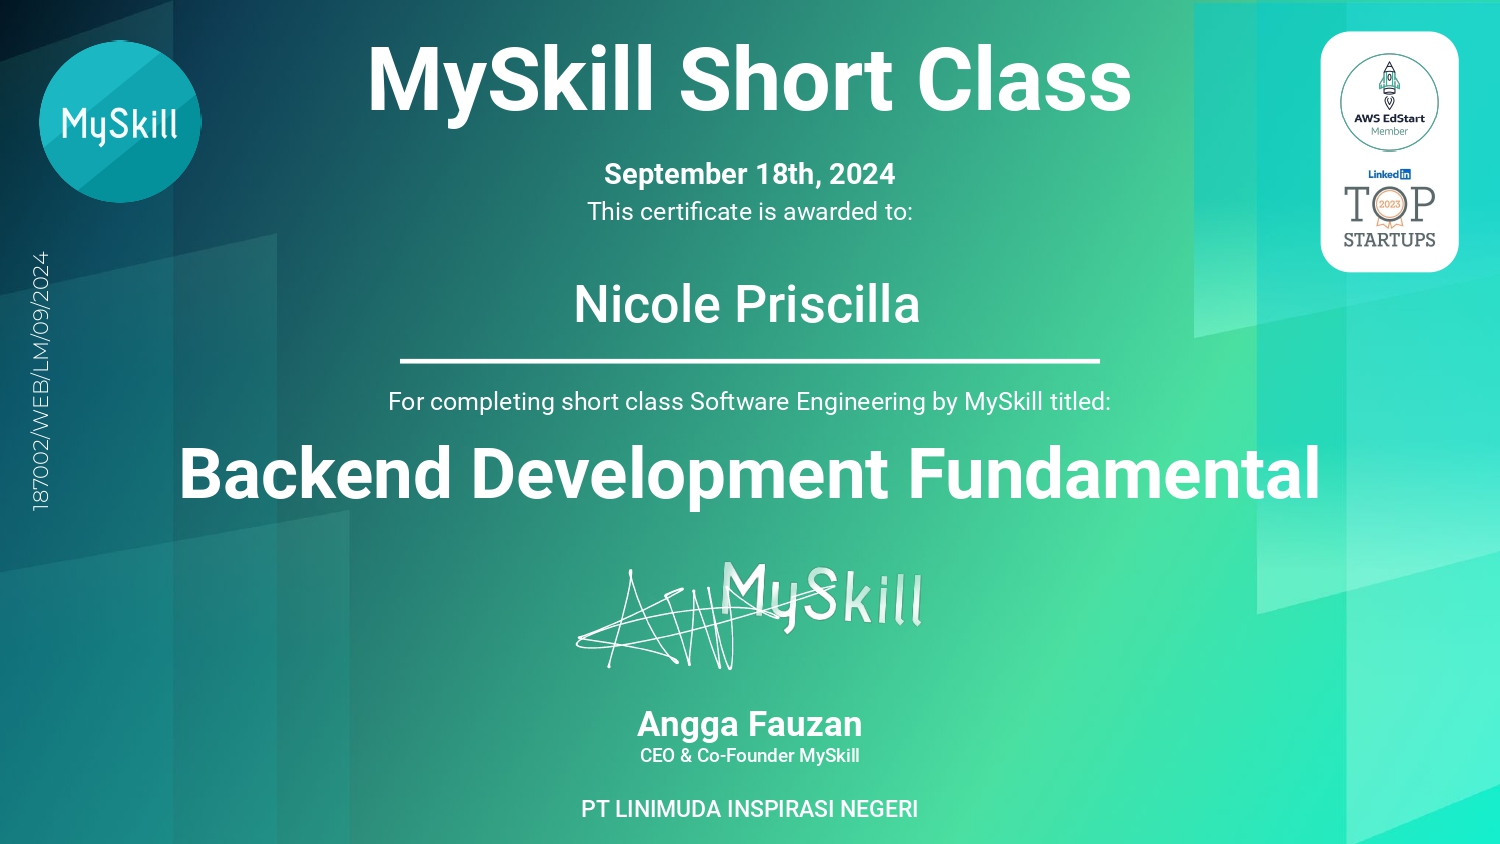 MySkill Short Class
MySkill
AWS EdStart
Member
LinkedIn
2023
TOP
STARTUPS
September 18th, 2024
This certificate is awarded to:
187002/WEB/LM/09/2024
Nicole Priscilla
For completing short class Software Engineering by MySkill titled:
Backend Development Fundamental
MySkill
Angga Fauzan
CEO & Co-Founder MySkill
PT LINIMUDA INSPIRASI NEGERI